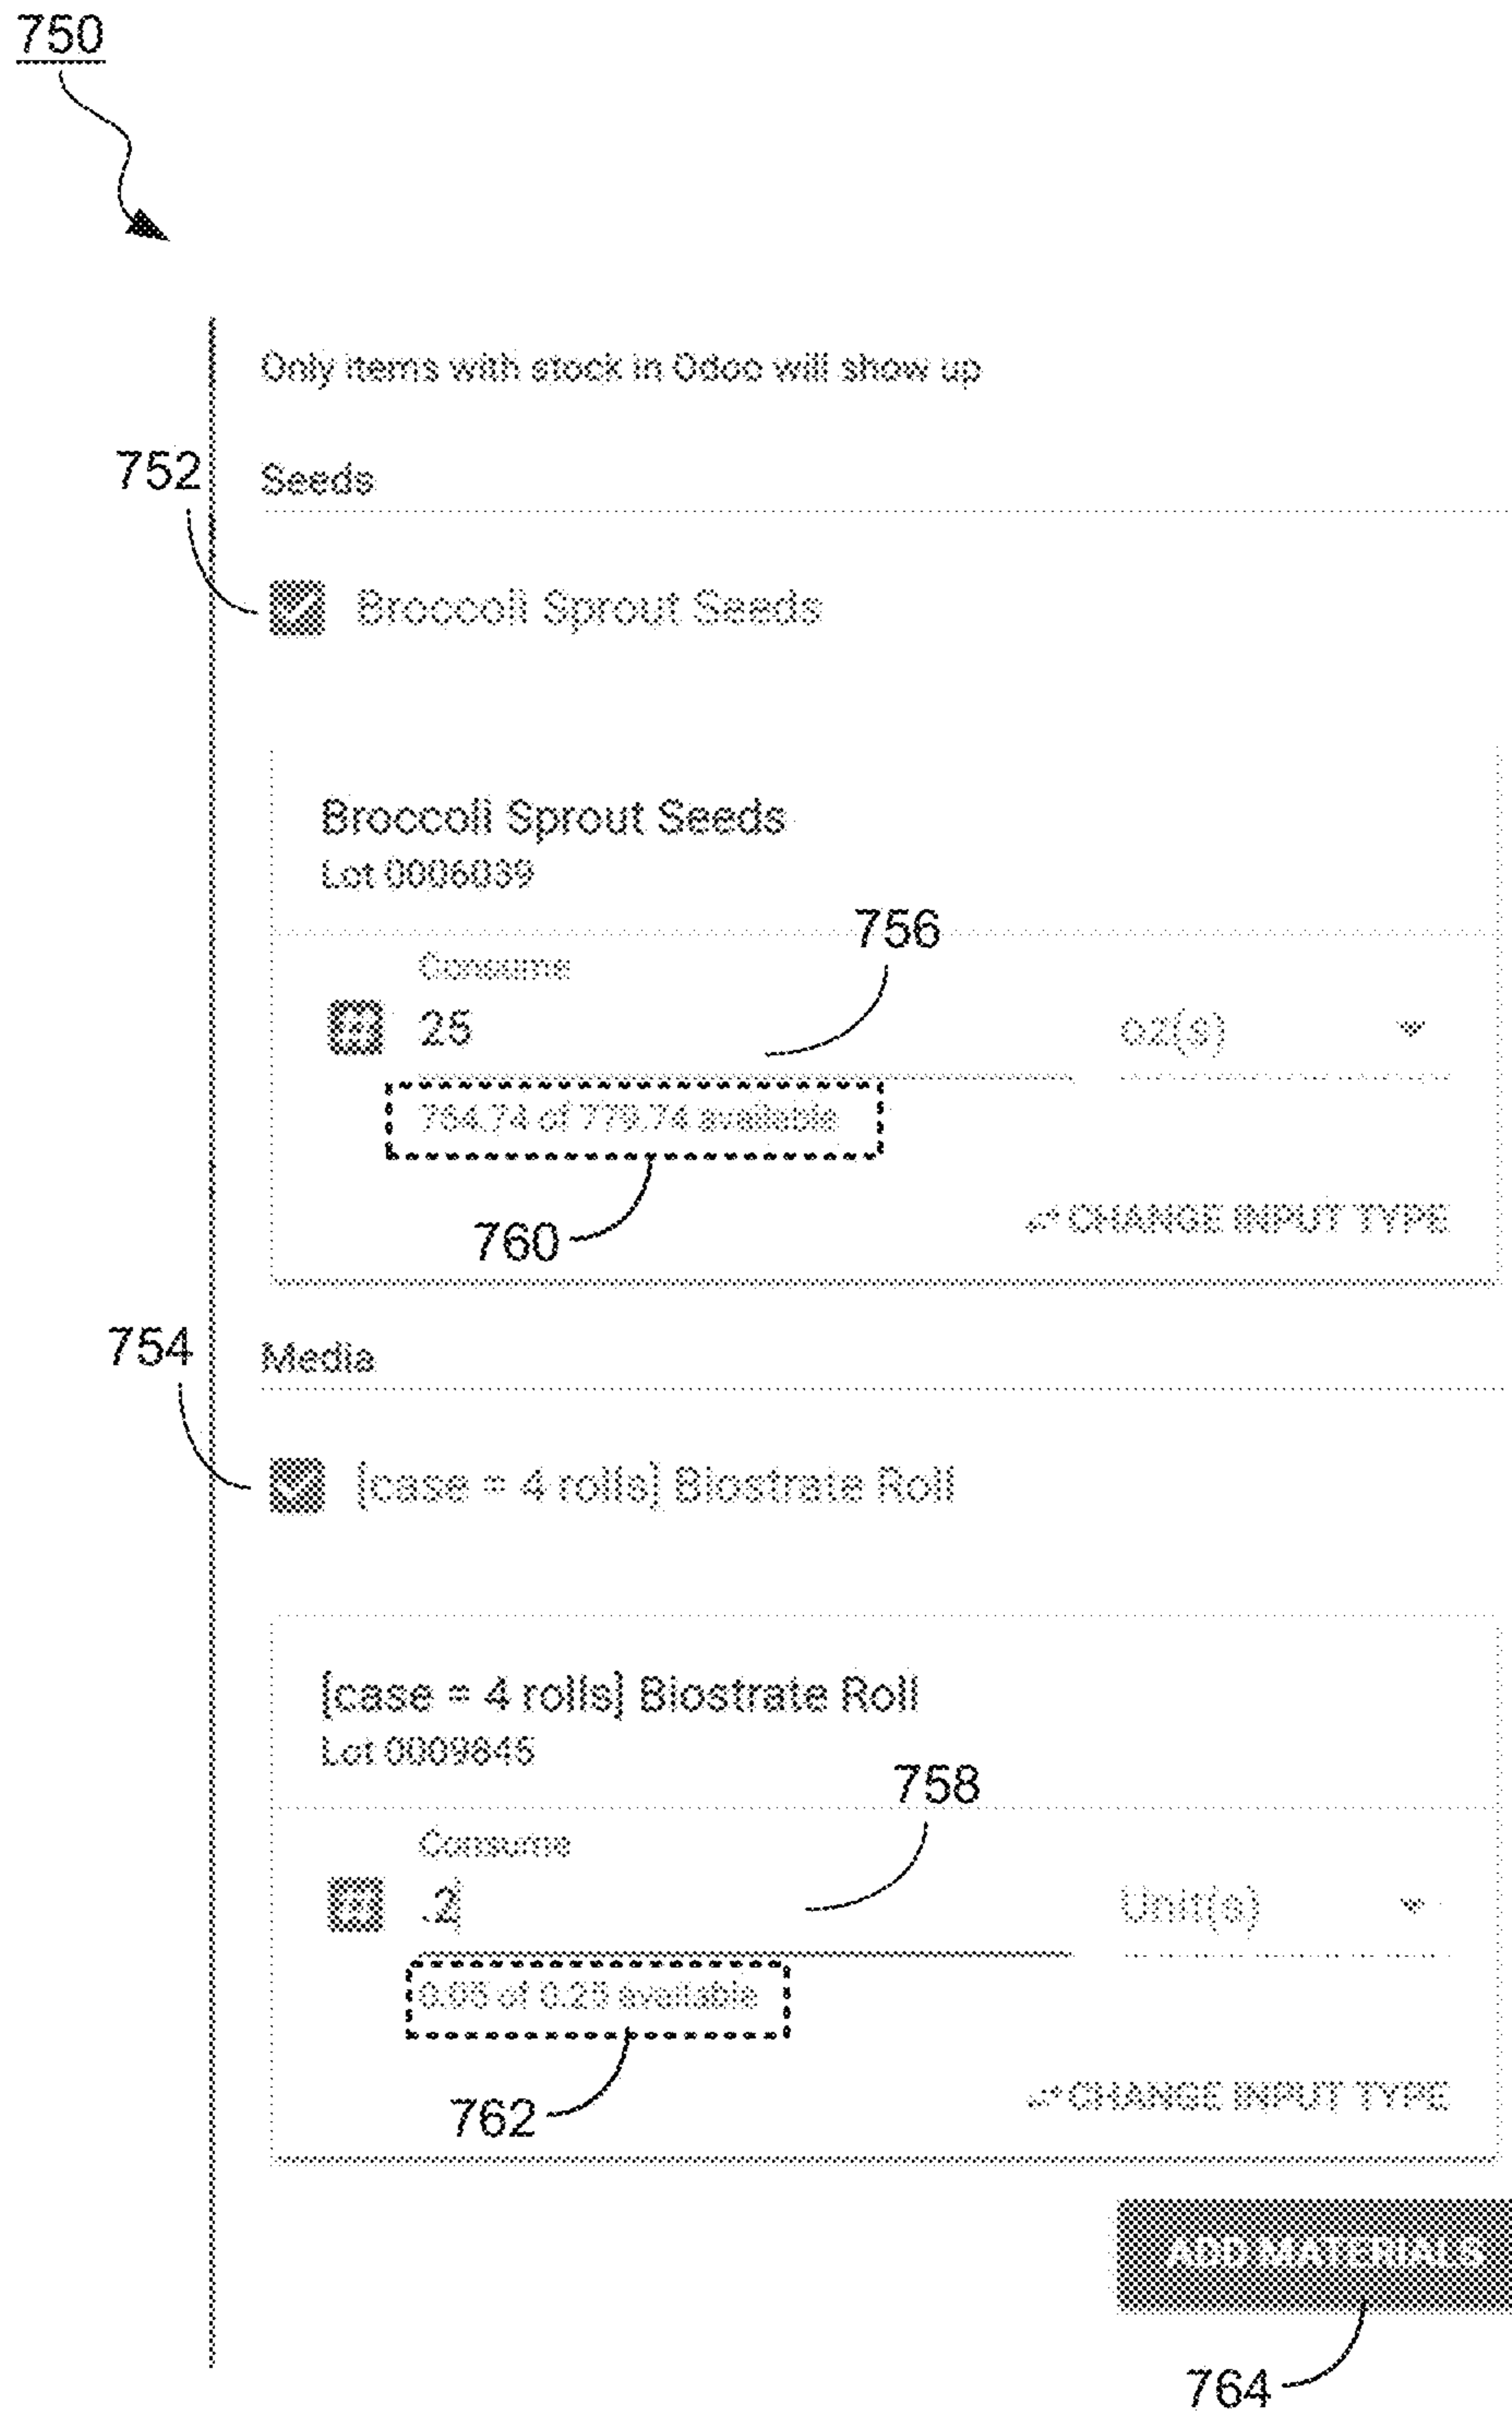 750
Only items with stock in Odoo will show up
752
Seeds
Broccoli Sprout Seeds
Broccoli Sprout Seeds
Lot 0006039
756
Consume
25
oz(s)
754.74 of 779.74 available
760
CHANGE INPUT TYPE
754
Media
[case = 4 rolls] Biostrate Roll
[case = 4 rolls] Biostrate Roll
Lot 0009845
758
Consume
.2
Unit(s)
0.05 of 0.25 available
762
CHANGE INPUT TYPE
ADD MATERIALS
764